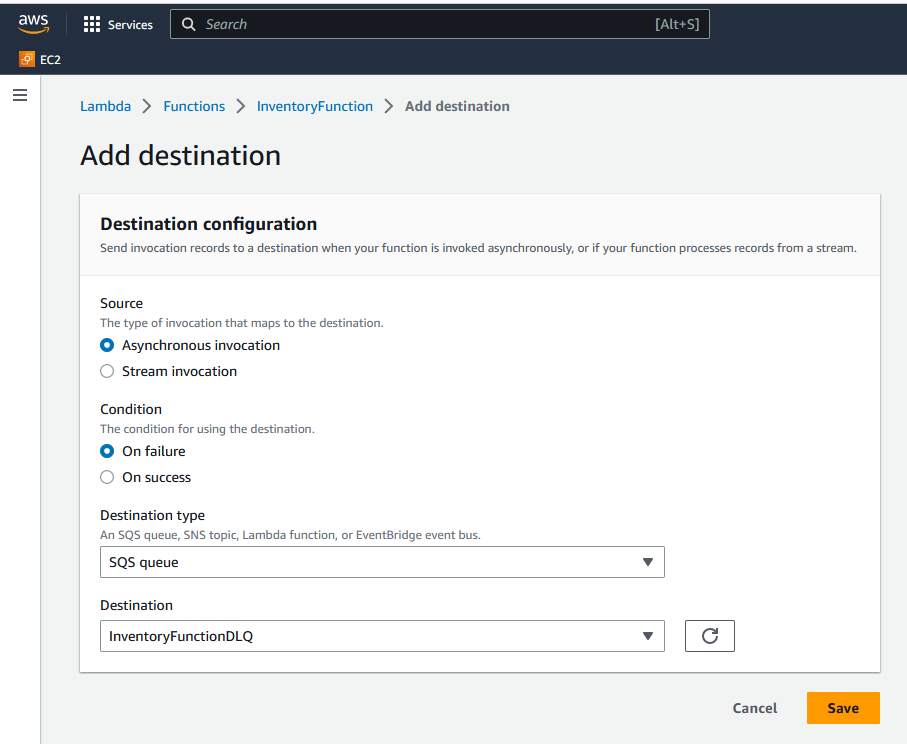 aws
Services
Search
[Alt+S]
EC2
Lambda > Functions > InventoryFunction > Add destination
Add destination
Destination configuration
Send invocation records to a destination when your function is invoked asynchronously, or if your function processes records from a stream.
Source
The type of invocation that maps to the destination.
Asynchronous invocation
Stream invocation
Condition
The condition for using the destination.
On failure
On success
Destination type
An SQS queue, SNS topic, Lambda function, or EventBridge event bus.
SQS queue
Destination
InventoryFunctionDLQ
Cancel
Save